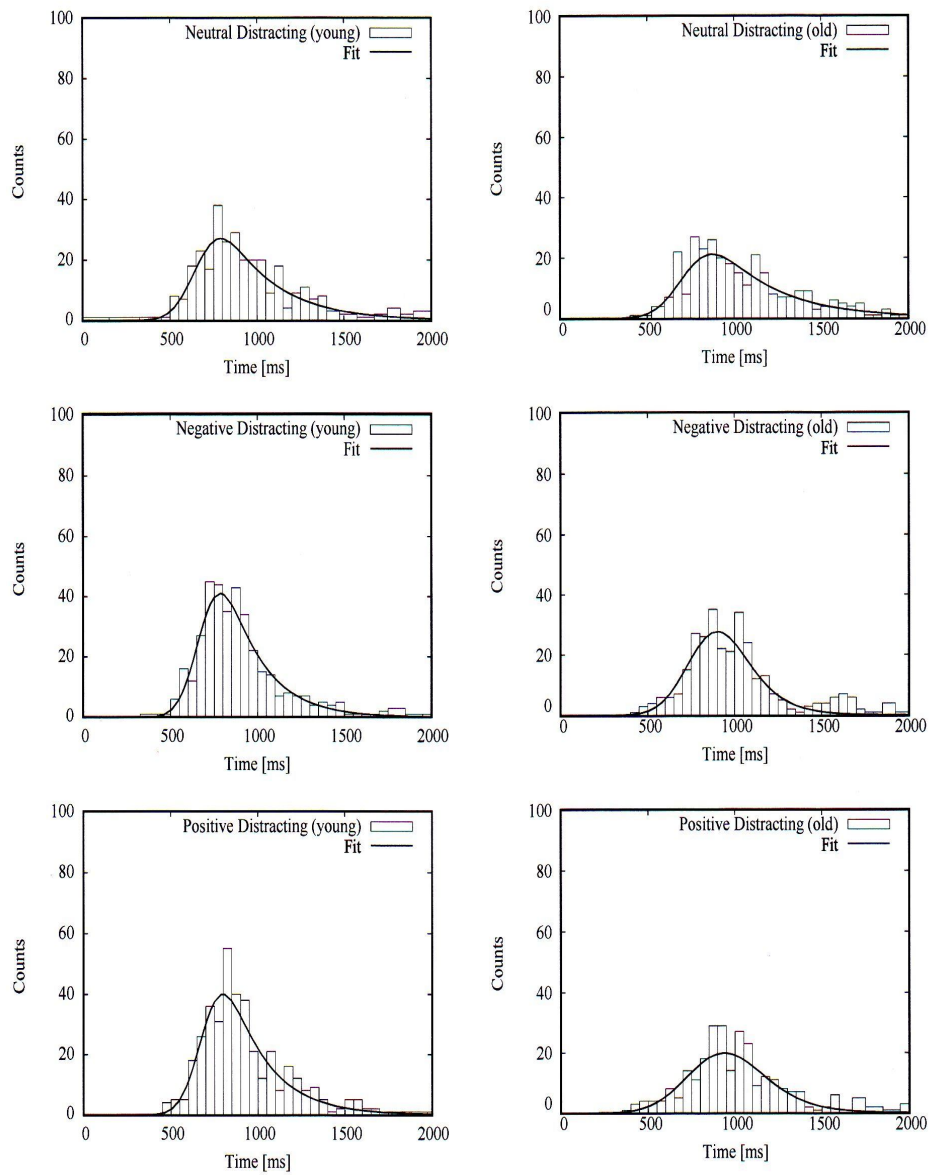 100
Neutral Distracting (young)
Fit
80
60
Counts
40
20
0
0 500 1000 1500 2000
Time [ms]
100
Neutral Distracting (old)
Fit
80
60
Counts
40
20
0
0 500 1000 1500 2000
Time [ms]
100
Negative Distracting (young)
Fit
80
60
Counts
40
20
0
0 500 1000 1500 2000
Time [ms]
100
Negative Distracting (old)
Fit
80
60
Counts
40
20
0
0 500 1000 1500 2000
Time [ms]
100
Positive Distracting (young)
Fit
80
60
Counts
40
20
0
0 500 1000 1500 2000
Time [ms]
100
Positive Distracting (old)
Fit
80
60
Counts
40
20
0
0 500 1000 1500 2000
Time [ms]